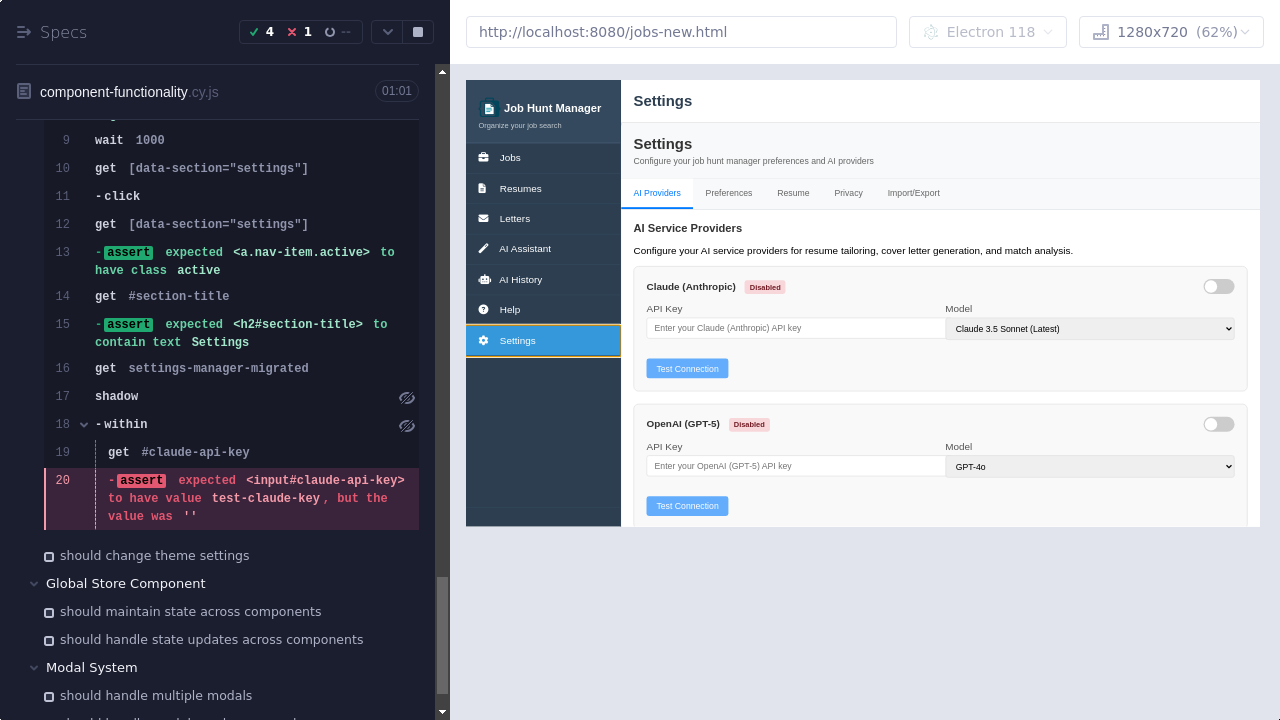 Specs
4
1
--
component-functionality.cy.js
01:01
9 wait 1000
10 get [data-section="settings"]
11 -click
12 get [data-section="settings"]
13 -assert expected <a.nav-item.active> to
have class active
14 get #section-title
15 -assert expected <h2#section-title> to
contain text Settings
16 get settings-manager-migrated
17 shadow
18 -within
19 get #claude-api-key
20 -assert expected <input#claude-api-key>
to have value test-claude-key, but the
value was ''
should change theme settings
Global Store Component
should maintain state across components
should handle state updates across components
Modal System
should handle multiple modals
http://localhost:8080/jobs-new.html
Electron 118
1280x720 (62%)
Job Hunt Manager
Organize your job search
Jobs
Resumes
Letters
AI Assistant
AI History
Help
Settings
Settings
Settings
Configure your job hunt manager preferences and AI providers
AI Providers
Preferences
Resume
Privacy
Import/Export
AI Service Providers
Configure your AI service providers for resume tailoring, cover letter generation, and match analysis.
Claude (Anthropic)
Disabled
API Key
Model
Enter your Claude (Anthropic) API key
Claude 3.5 Sonnet (Latest)
Test Connection
OpenAI (GPT-5)
Disabled
API Key
Model
Enter your OpenAI (GPT-5) API key
GPT-4o
Test Connection